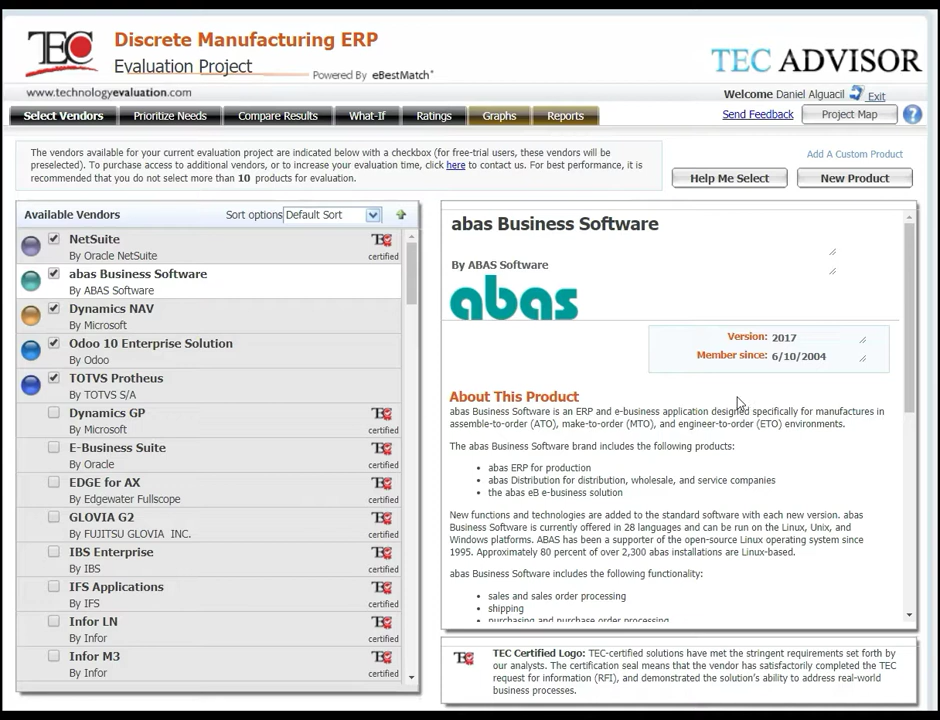 TEC
Discrete Manufacturing ERP
Evaluation Project
Powered By eBestMatch
TEC ADVISOR
www.technologyevaluation.com
Welcome Daniel Alguacil Exit
Select Vendors Prioritize Needs Compare Results What-If Ratings Graphs Reports
Send Feedback Project Map ?
The vendors available for your current evaluation project are indicated below with a checkbox (for free-trial users, these vendors will be
preselected). To purchase access to additional vendors, or to increase your evaluation time, click here to contact us. For best performance, it is
recommended that you do not select more than 10 products for evaluation.
Add A Custom Product
Help Me Select New Product
Available Vendors Sort options Default Sort
NetSuite
By Oracle NetSuite
TEC certified
abas Business Software
By ABAS Software
Dynamics NAV
By Microsoft
Odoo 10 Enterprise Solution
By Odoo
TOTVS Protheus
By TOTVS S/A
Dynamics GP
By Microsoft
TEC certified
E-Business Suite
By Oracle
TEC certified
EDGE for AX
By Edgewater Fullscope
TEC certified
GLOVIA G2
By FUJITSU GLOVIA INC.
TEC certified
IBS Enterprise
By IBS
TEC certified
IFS Applications
By IFS
TEC certified
Infor LN
By Infor
TEC certified
Infor M3
By Infor
TEC certified
abas Business Software
By ABAS Software
abas
Version: 2017
Member since: 6/10/2004
About This Product
abas Business Software is an ERP and e-business application designed specifically for manufactures in
assemble-to-order (ATO), make-to-order (MTO), and engineer-to-order (ETO) environments.
The abas Business Software brand includes the following products:
• abas ERP for production
• abas Distribution for distribution, wholesale, and service companies
• the abas eB e-business solution
New functions and technologies are added to the standard software with each new version. abas
Business Software is currently offered in 28 languages and can be run on the Linux, Unix, and
Windows platforms. ABAS has been a supporter of the open-source Linux operating system since
1995. Approximately 80 percent of over 2,300 abas installations are Linux-based.
abas Business Software includes the following functionality:
• sales and sales order processing
• shipping
• purchasing and purchase order processing
TEC
TEC Certified Logo: TEC-certified solutions have met the stringent requirements set forth by
our analysts. The certification seal means that the vendor has satisfactorily completed the TEC
request for information (RFI), and demonstrated the solution's ability to address real-world
business processes.